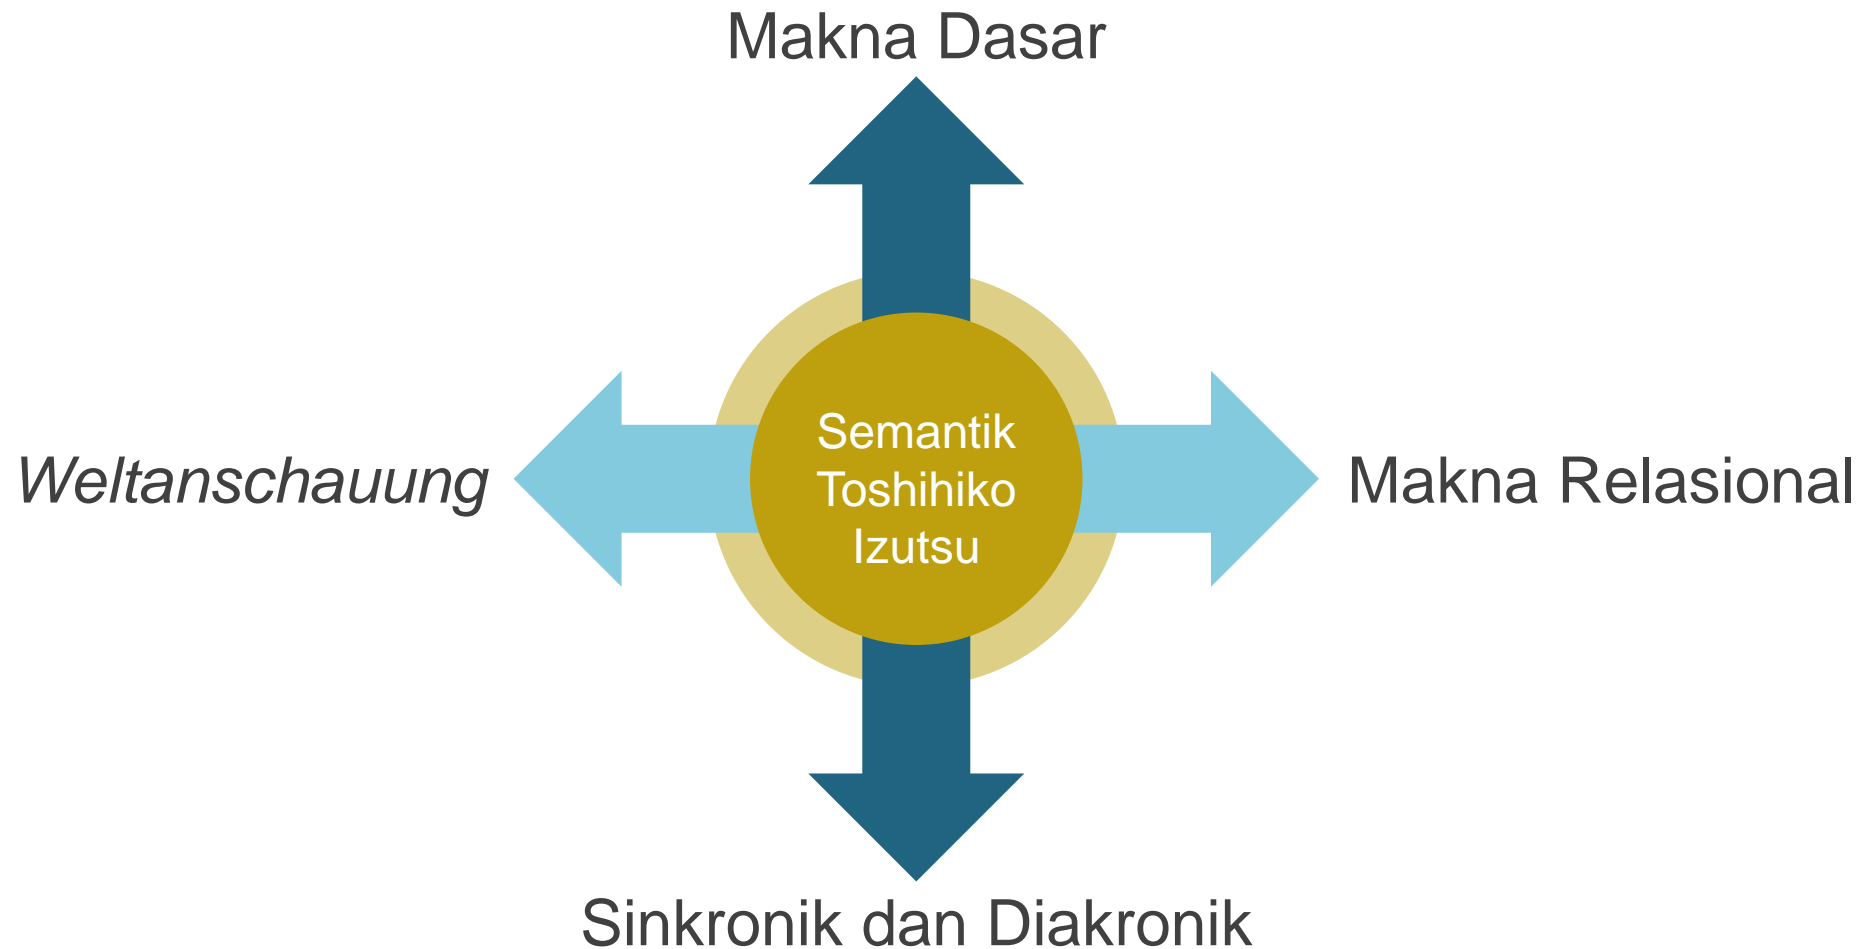 Makna Dasar
Semantik
Toshihiko
Izutsu
Weltanschauung
Makna Relasional
Sinkronik dan Diakronik